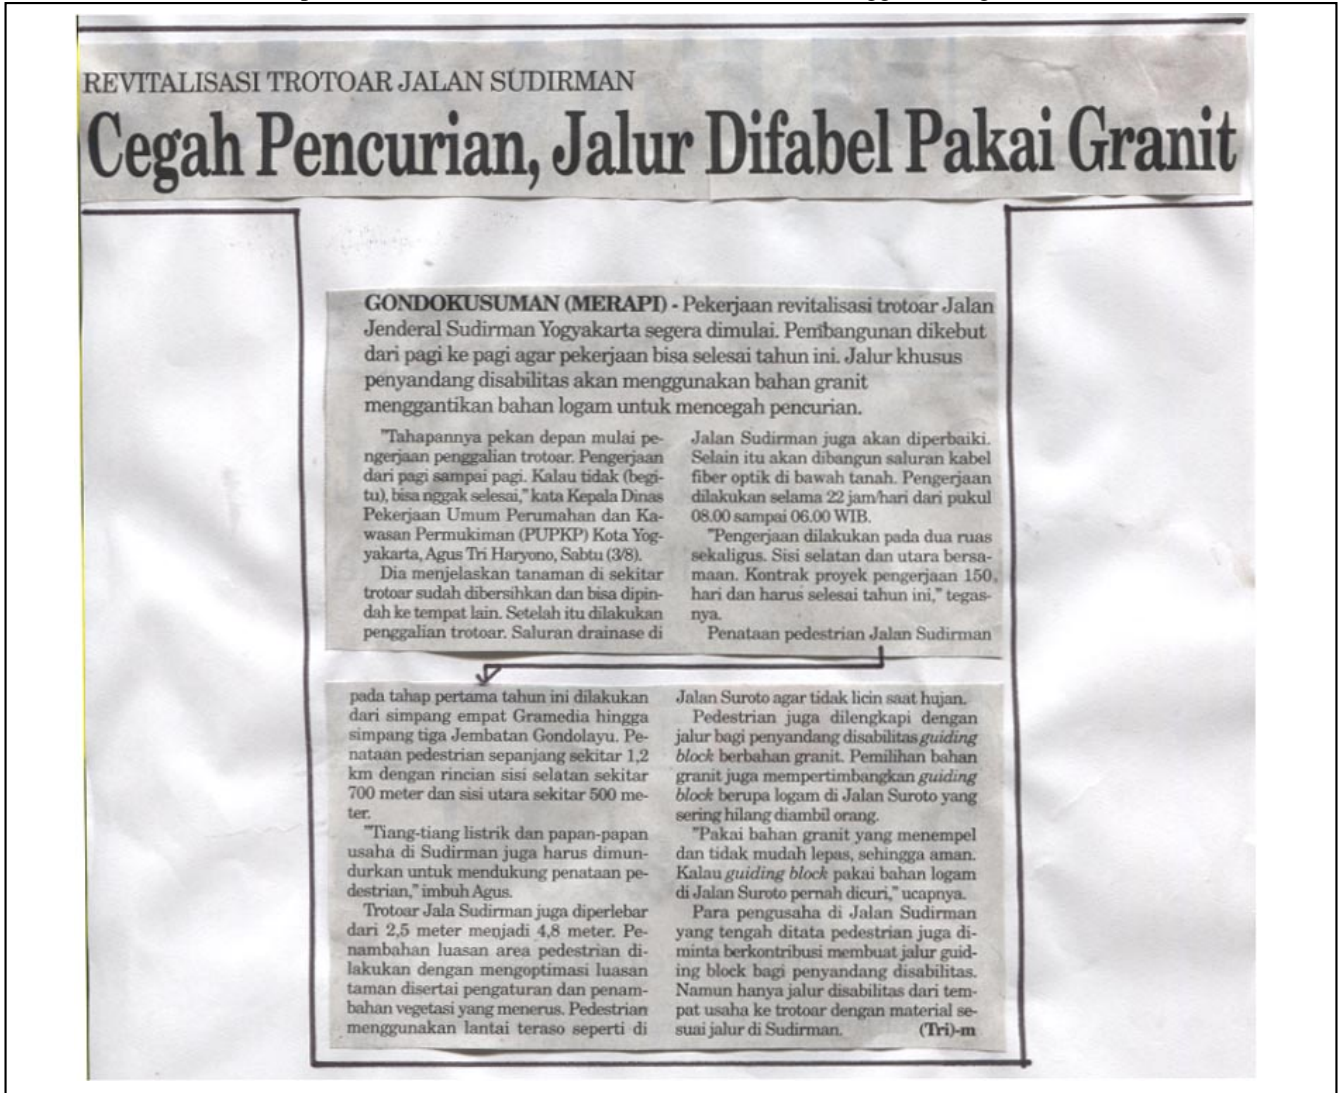 REVITALISASI TROTOAR JALAN SUDIRMAN
Cegah Pencurian, Jalur Difabel Pakai Granit
GONDOKUSUMAN (MERAPI) - Pekerjaan revitalisasi trotoar Jalan
Jenderal Sudirman Yogyakarta segera dimulai. Pembangunan dikebut
dari pagi ke pagi agar pekerjaan bisa selesai tahun ini. Jalur khusus
penyandang disabilitas akan menggunakan bahan granit
menggantikan bahan logam untuk mencegah pencurian.
"Tahapannya pekan depan mulai pe-
ngerjaan penggalian trotoar. Pengerjaan
dari pagi sampai pagi. Kalau tidak (begi-
tu), bisa nggak selesai," kata Kepala Dinas
Pekerjaan Umum Perumahan dan Ka-
wasan Permukiman (PUPKP) Kota Yog-
yakarta, Agus Tri Haryono, Sabtu (3/8).
Dia menjelaskan tanaman di sekitar
trotoar sudah dibersihkan dan bisa dipin-
dah ke tempat lain. Setelah itu dilakukan
penggalian trotoar. Saluran drainase di
Jalan Sudirman juga akan diperbaiki.
Selain itu akan dibangun saluran kabel
fiber optik di bawah tanah. Pengerjaan
dilakukan selama 22 jam/hari dari pukul
08.00 sampai 06.00 WIB.
"Pengerjaan dilakukan pada dua ruas
sekaligus. Sisi selatan dan utara bersa-
maan. Kontrak proyek pengerjaan 150
hari dan harus selesai tahun ini," tegas-
nya.
Penataan pedestrian Jalan Sudirman
pada tahap pertama tahun ini dilakukan
dari simpang empat Gramedia hingga
simpang tiga Jembatan Gondolayu. Pe-
nataan pedestrian sepanjang sekitar 1,2
km dengan rincian sisi selatan sekitar
700 meter dan sisi utara sekitar 500 me-
ter.
"Tiang-tiang listrik dan papan-papan
usaha di Sudirman juga harus dimun-
durkan untuk mendukung penataan pe-
destrian," imbuh Agus.
Trotoar Jala Sudirman juga diperlebar
dari 2,5 meter menjadi 4,8 meter. Pe-
nambahan luasan area pedestrian di-
lakukan dengan mengoptimasi luasan
taman disertai pengaturan dan penam-
bahan vegetasi yang menerus. Pedestrian
menggunakan lantai teraso seperti di
Jalan Suroto agar tidak licin saat hujan.
Pedestrian juga dilengkapi dengan
jalur bagi penyandang disabilitas guiding
block berbahan granit. Pemilihan bahan
granit juga mempertimbangkan guiding
block berupa logam di Jalan Suroto yang
sering hilang diambil orang.
"Pakai bahan granit yang menempel
dan tidak mudah lepas, sehingga aman.
Kalau guiding block pakai bahan logam
di Jalan Suroto pernah dicuri," ucapnya.
Para pengusaha di Jalan Sudirman
yang tengah ditata pedestrian juga di-
minta berkontribusi membuat jalur guid-
ing block bagi penyandang disabilitas.
Namun hanya jalur disabilitas dari tem-
pat usaha ke trotoar dengan material se-
suai jalur di Sudirman. (Tri)-m